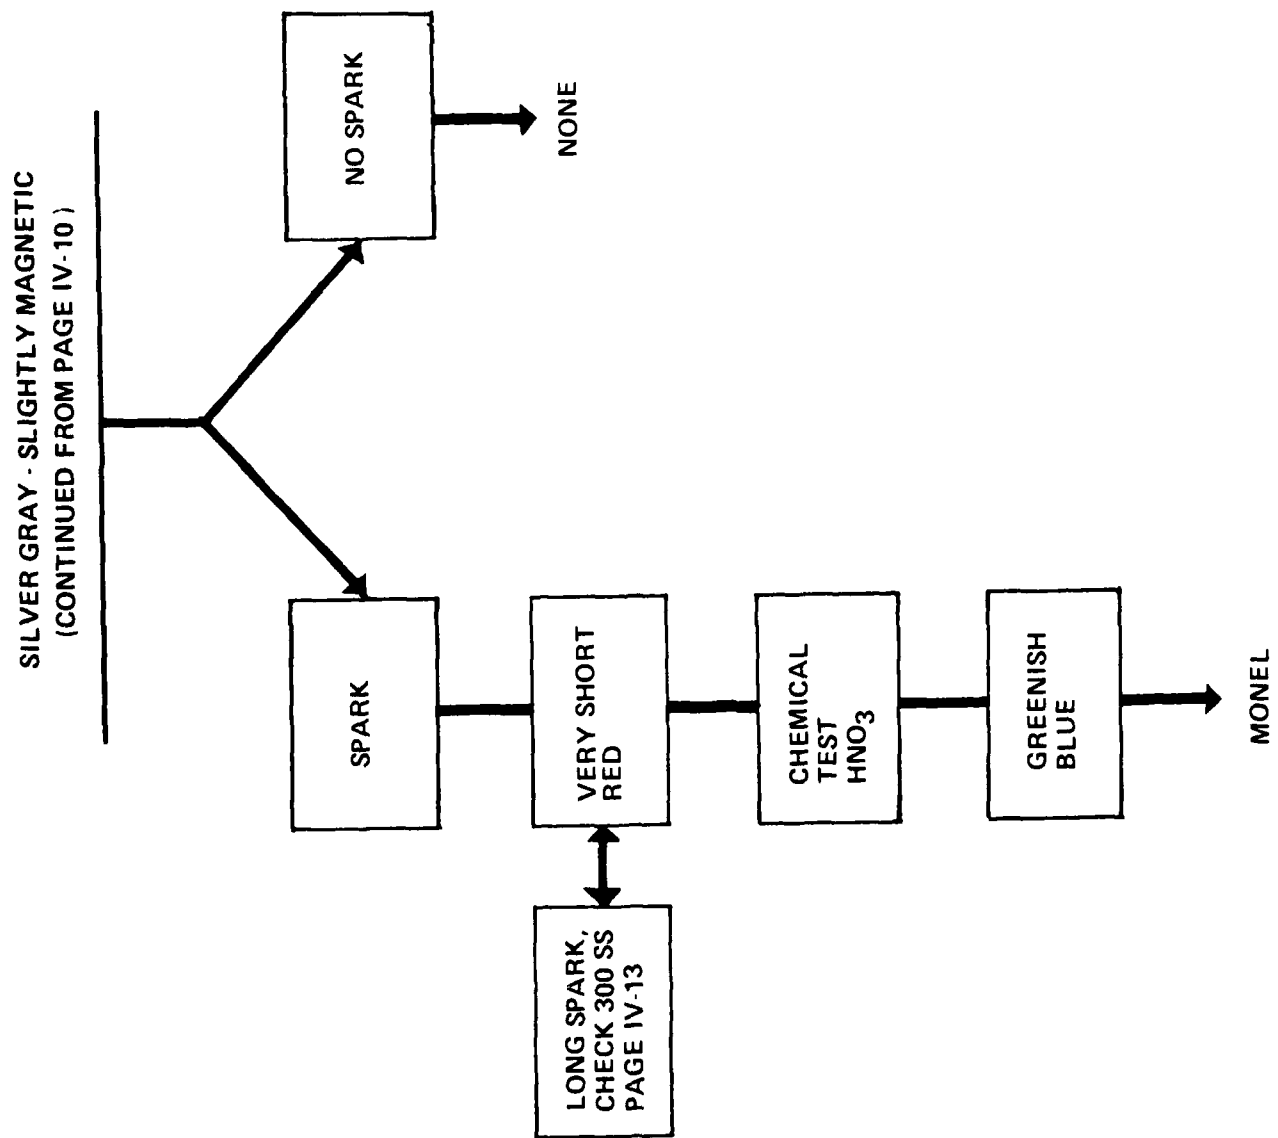 SILVER GRAY - SLIGHTLY MAGNETIC
(CONTINUED FROM PAGE IV-10)
SPARK
NO SPARK
NONE
LONG SPARK,
CHECK 300 SS
PAGE IV-13
VERY SHORT
RED
CHEMICAL
TEST
HNO₃
GREENISH
BLUE
MONEL